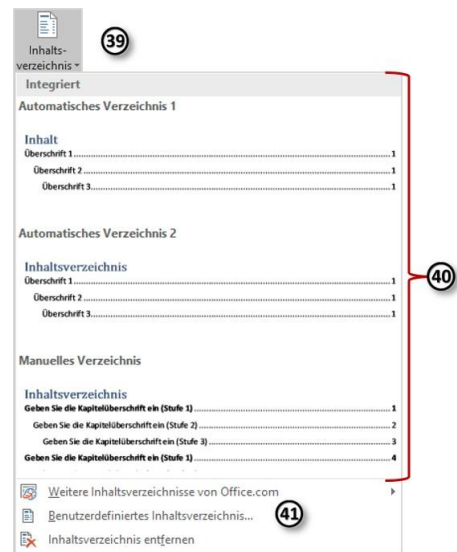 Inhalts-
verzeichnis
39
Integriert
Automatisches Verzeichnis 1
Inhalt
Überschrift 1 1
Überschrift 2 1
Überschrift 3 1
Automatisches Verzeichnis 2
Inhaltsverzeichnis
Überschrift 1 1
Überschrift 2 1
Überschrift 3 1
40
Manuelles Verzeichnis
Inhaltsverzeichnis
Geben Sie die Kapitelüberschrift ein (Stufe 1) 1
Geben Sie die Kapitelüberschrift ein (Stufe 2) 2
Geben Sie die Kapitelüberschrift ein (Stufe 3) 3
Geben Sie die Kapitelüberschrift ein (Stufe 1) 4
Weitere Inhaltsverzeichnisse von Office.com
Benutzerdefiniertes Inhaltsverzeichnis... 41
Inhaltsverzeichnis entfernen